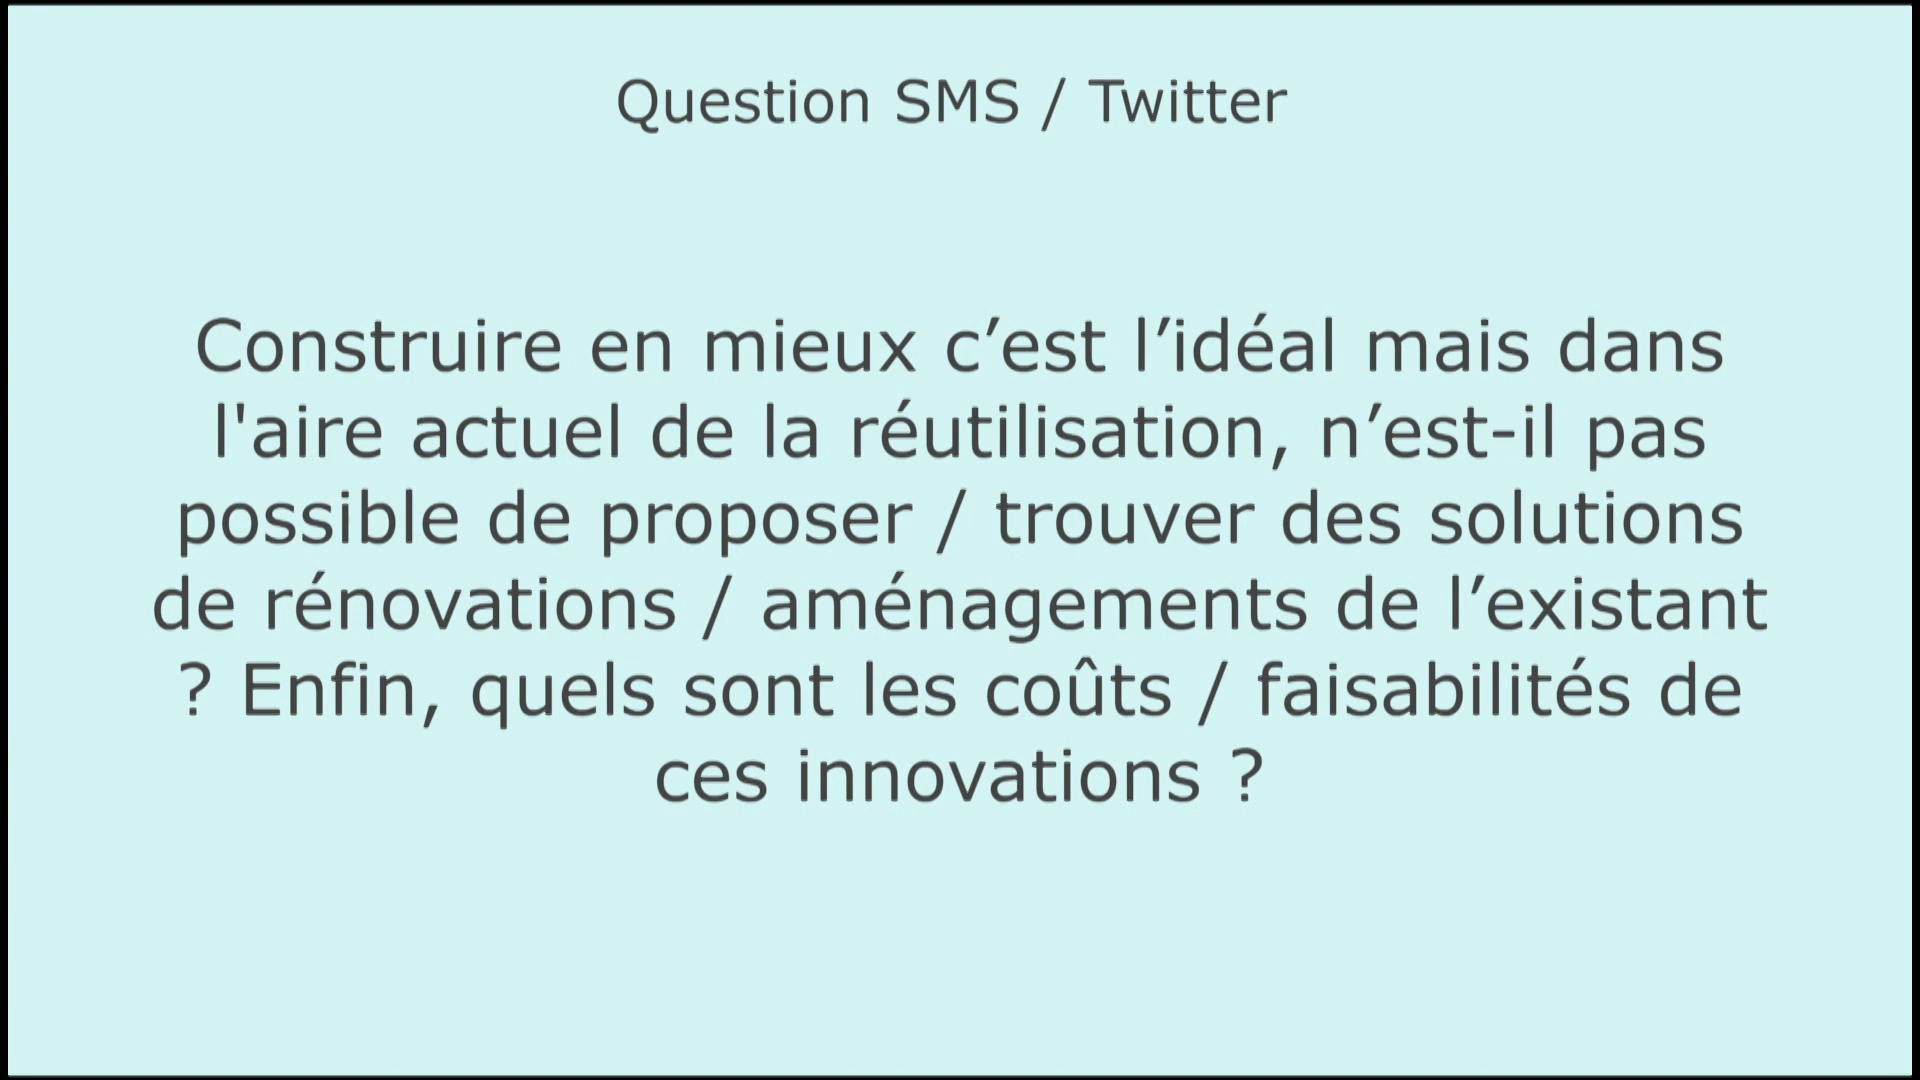 Question SMS / Twitter
Construire en mieux c’est l’idéal mais dans
l'aire actuel de la réutilisation, n’est-il pas
possible de proposer / trouver des solutions
de rénovations / aménagements de l’existant
? Enfin, quels sont les coûts / faisabilités de
ces innovations ?